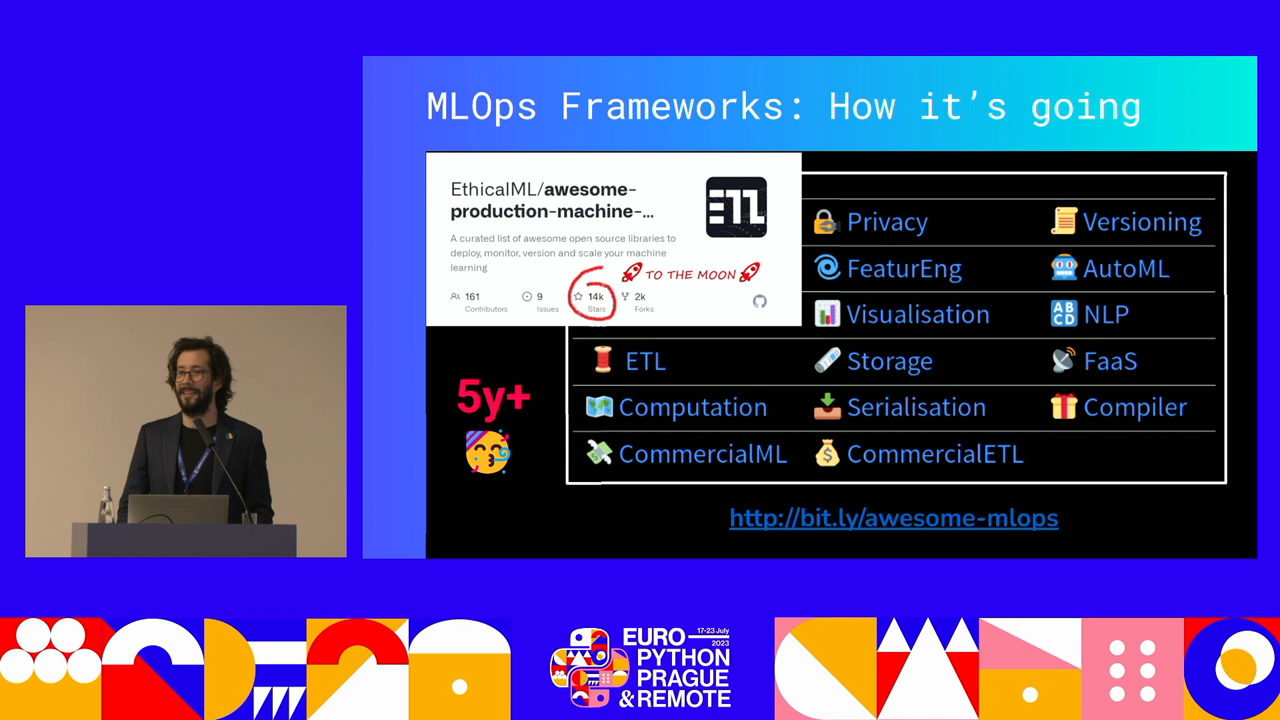 MLOps Frameworks: How it’s going
EthicalML/awesome-
production-machine-...
A curated list of awesome open source libraries to
deploy, monitor, version and scale your machine
learning
TO THE MOON
161
Contributors
9
Issues
14k
Stars
2k
Forks
Privacy
Versioning
FeaturEng
AutoML
Visualisation
NLP
ETL
Storage
FaaS
Computation
Serialisation
Compiler
CommercialML
CommercialETL
5y+
http://bit.ly/awesome-mlops
EURO
17-23 July
2023
PYTHON
PRAGUE
&REMOTE